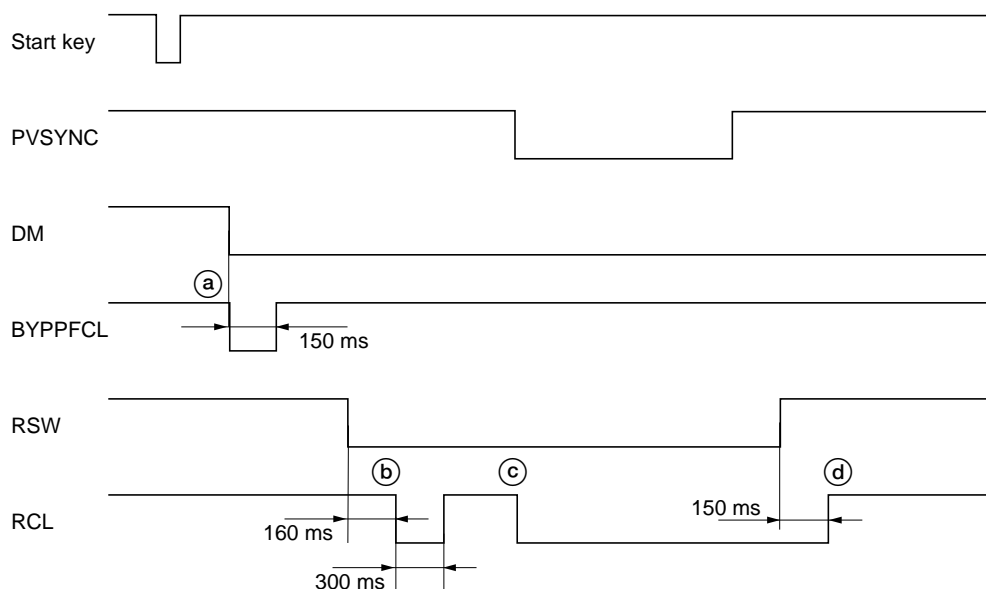 Start key
PVSYNC
DM
a
BYPPFCL
150 ms
RSW
b
c
d
RCL
160 ms
150 ms
300 ms